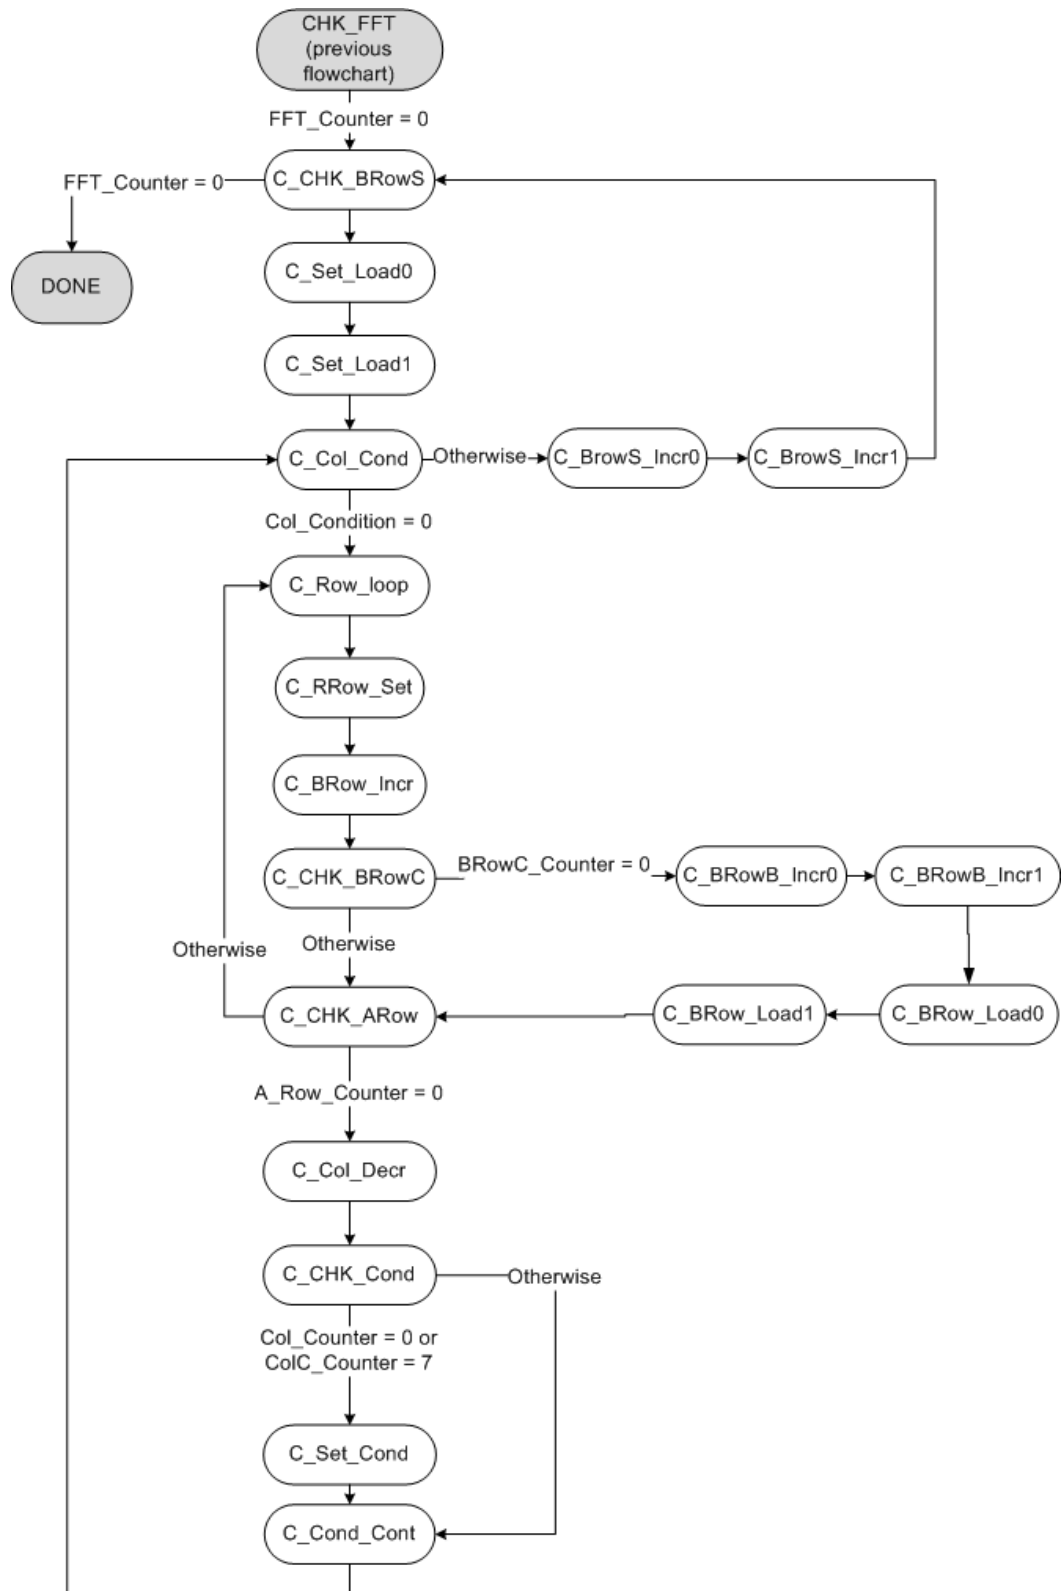 CHK_FFT
(previous
flowchart)
FFT_Counter = 0
FFT_Counter = 0
C_CHK_BRowS
DONE
C_Set_Load0
C_Set_Load1
C_Col_Cond
Otherwise
C_BrowS_Incr0
C_BrowS_Incr1
Col_Condition = 0
C_Row_loop
C_RRow_Set
C_BRow_Incr
C_CHK_BRowC
BRowC_Counter = 0
C_BRowB_Incr0
C_BRowB_Incr1
Otherwise
Otherwise
C_CHK_ARow
C_BRow_Load1
C_BRow_Load0
A_Row_Counter = 0
C_Col_Decr
C_CHK_Cond
Otherwise
Col_Counter = 0 or
ColC_Counter = 7
C_Set_Cond
C_Cond_Cont